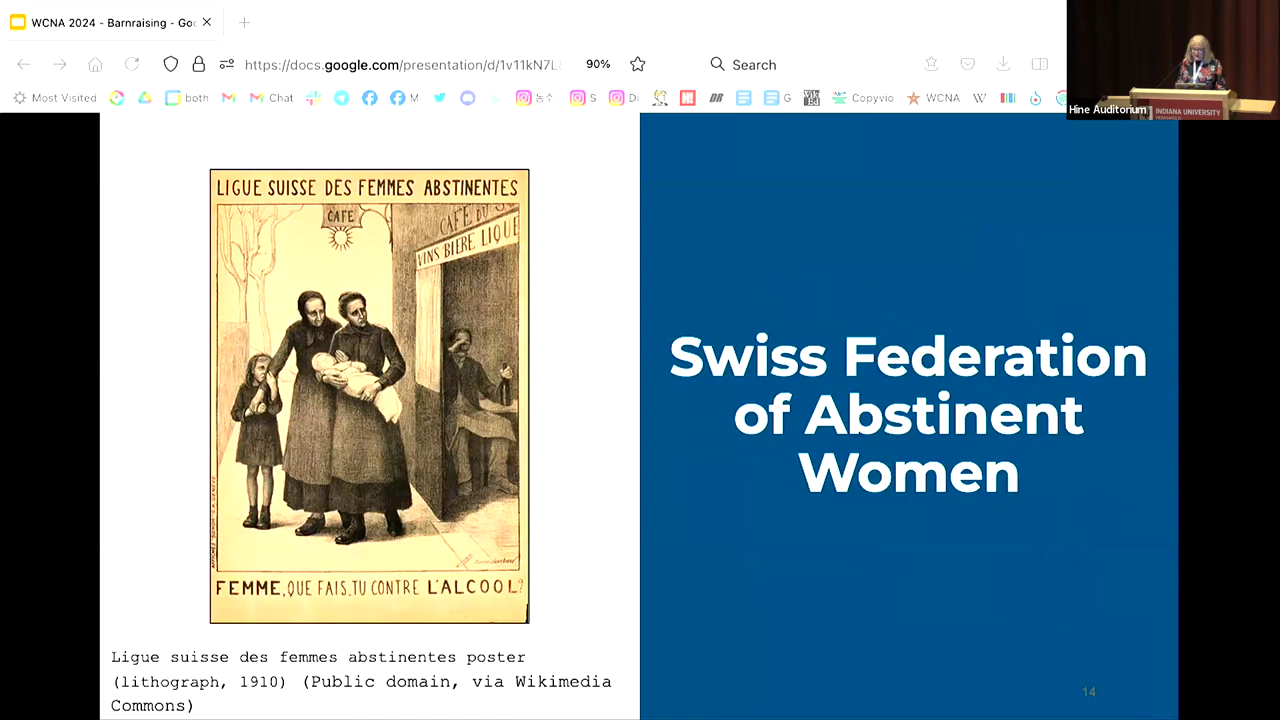 WCNA 2024 - Barnraising - Go
https://docs.google.com/presentation/d/1v11kN7L
90%
Search
Most Visited
both
Chat
M
S
D
DR
G
Copyvio
WCNA
W
Hine Auditorium
INDIANA UNIVERSITY
LIGUE SUISSE DES FEMMES ABSTINENTES
CAFE
CAFE DU
VINS BIERE LIQUE
FEMME, QUE FAIS-TU CONTRE L'ALCOOL?
Ligue suisse des femmes abstinentes poster
(lithograph, 1910) (Public domain, via Wikimedia
Commons)
Swiss Federation
of Abstinent
Women
14